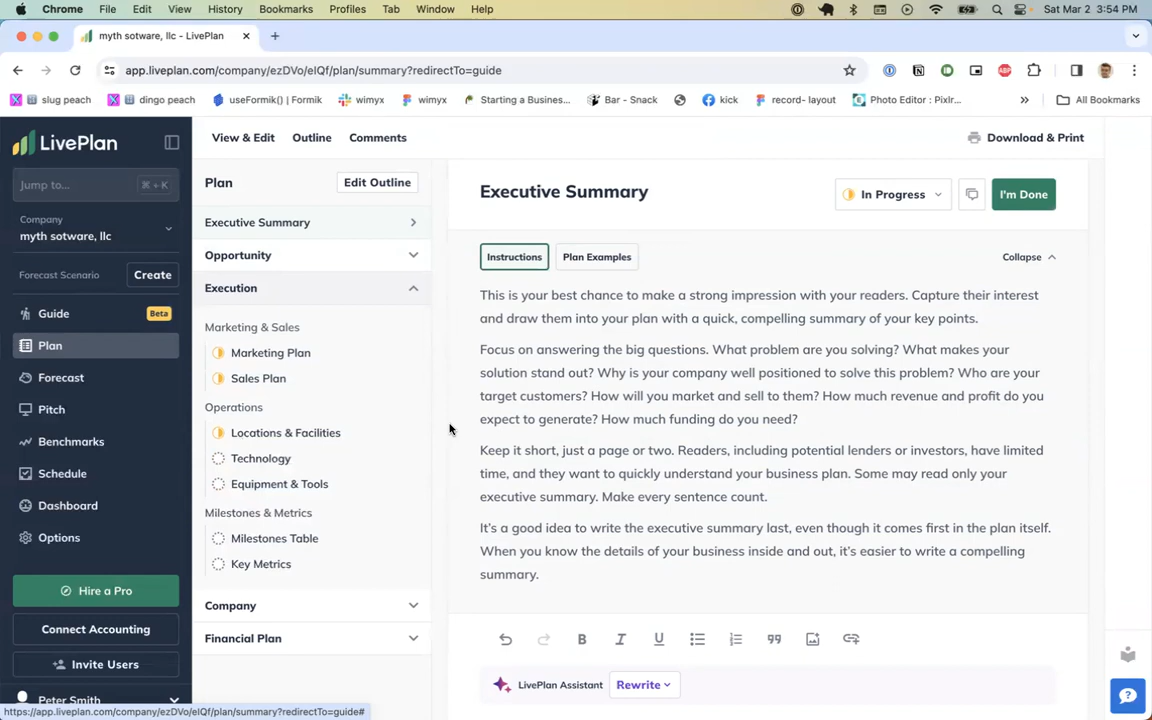 Chrome File Edit View History Bookmarks Profiles Tab Window Help Sat Mar 2 3:54 PM
myth sotware, llc - LivePlan
app.liveplan.com/company/ezDVo/elQf/plan/summary?redirectTo=guide
slug peach dingo peach useFormik() | Formik wimyx wimyx Starting a Busines... Bar - Snack kick record- layout Photo Editor : Pixlr... » All Bookmarks
LivePlan
Jump to... ⌘ + K
Company
myth sotware, llc
Forecast Scenario Create
Guide Beta
Plan
Forecast
Pitch
Benchmarks
Schedule
Dashboard
Options
Hire a Pro
Connect Accounting
Invite Users
Peter Smith
View & Edit Outline Comments Download & Print
Plan Edit Outline
Executive Summary
Opportunity
Execution
Marketing & Sales
Marketing Plan
Sales Plan
Operations
Locations & Facilities
Technology
Equipment & Tools
Milestones & Metrics
Milestones Table
Key Metrics
Company
Financial Plan
Executive Summary In Progress I'm Done
Instructions Plan Examples Collapse
This is your best chance to make a strong impression with your readers. Capture their interest
and draw them into your plan with a quick, compelling summary of your key points.
Focus on answering the big questions. What problem are you solving? What makes your
solution stand out? Why is your company well positioned to solve this problem? Who are your
target customers? How will you market and sell to them? How much revenue and profit do you
expect to generate? How much funding do you need?
Keep it short, just a page or two. Readers, including potential lenders or investors, have limited
time, and they want to quickly understand your business plan. Some may read only your
executive summary. Make every sentence count.
It's a good idea to write the executive summary last, even though it comes first in the plan itself.
When you know the details of your business inside and out, it's easier to write a compelling
summary.
B I U
LivePlan Assistant Rewrite
https://app.liveplan.com/company/ezDVo/elQf/plan/summary?redirectTo=guide#